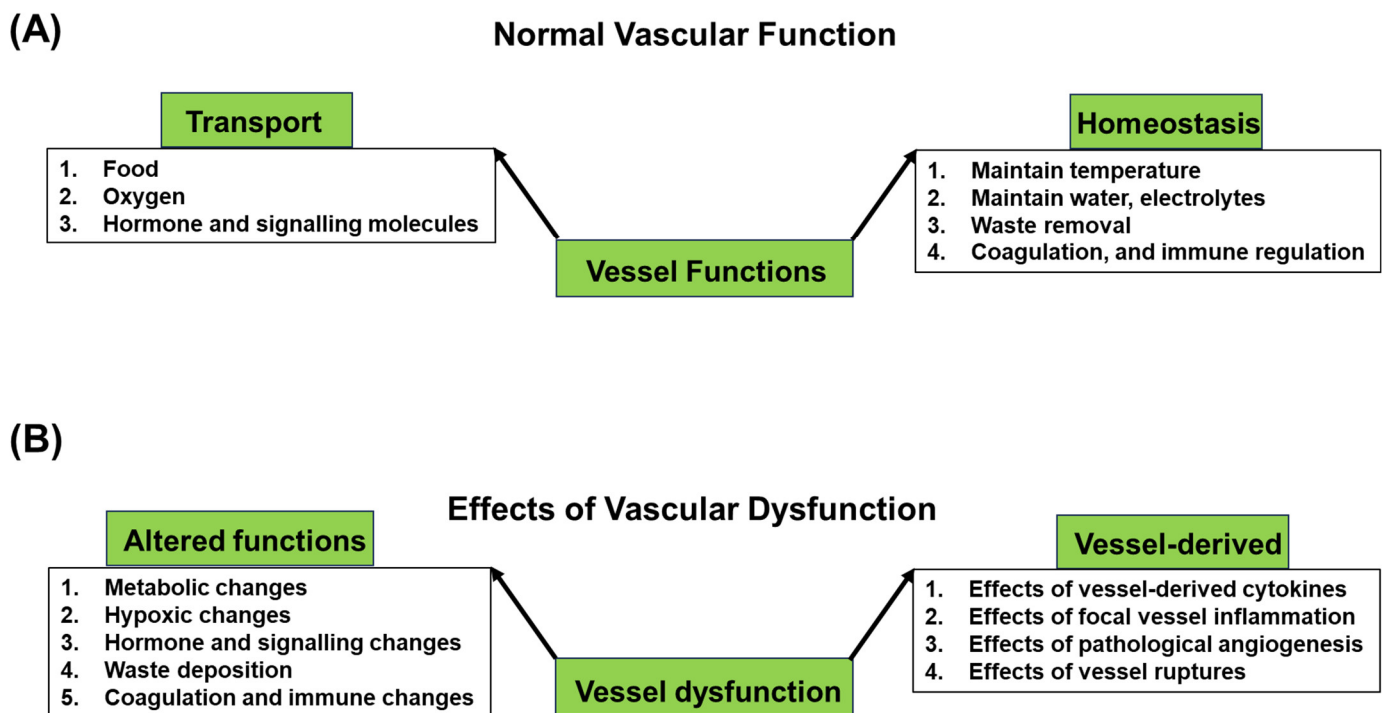 (A)
Normal Vascular Function
Transport
1. Food
2. Oxygen
3. Hormone and signalling molecules
Homeostasis
1. Maintain temperature
2. Maintain water, electrolytes
3. Waste removal
4. Coagulation, and immune regulation
Vessel Functions
(B)
Effects of Vascular Dysfunction
Altered functions
1. Metabolic changes
2. Hypoxic changes
3. Hormone and signalling changes
4. Waste deposition
5. Coagulation and immune changes
Vessel-derived
1. Effects of vessel-derived cytokines
2. Effects of focal vessel inflammation
3. Effects of pathological angiogenesis
4. Effects of vessel ruptures
Vessel dysfunction